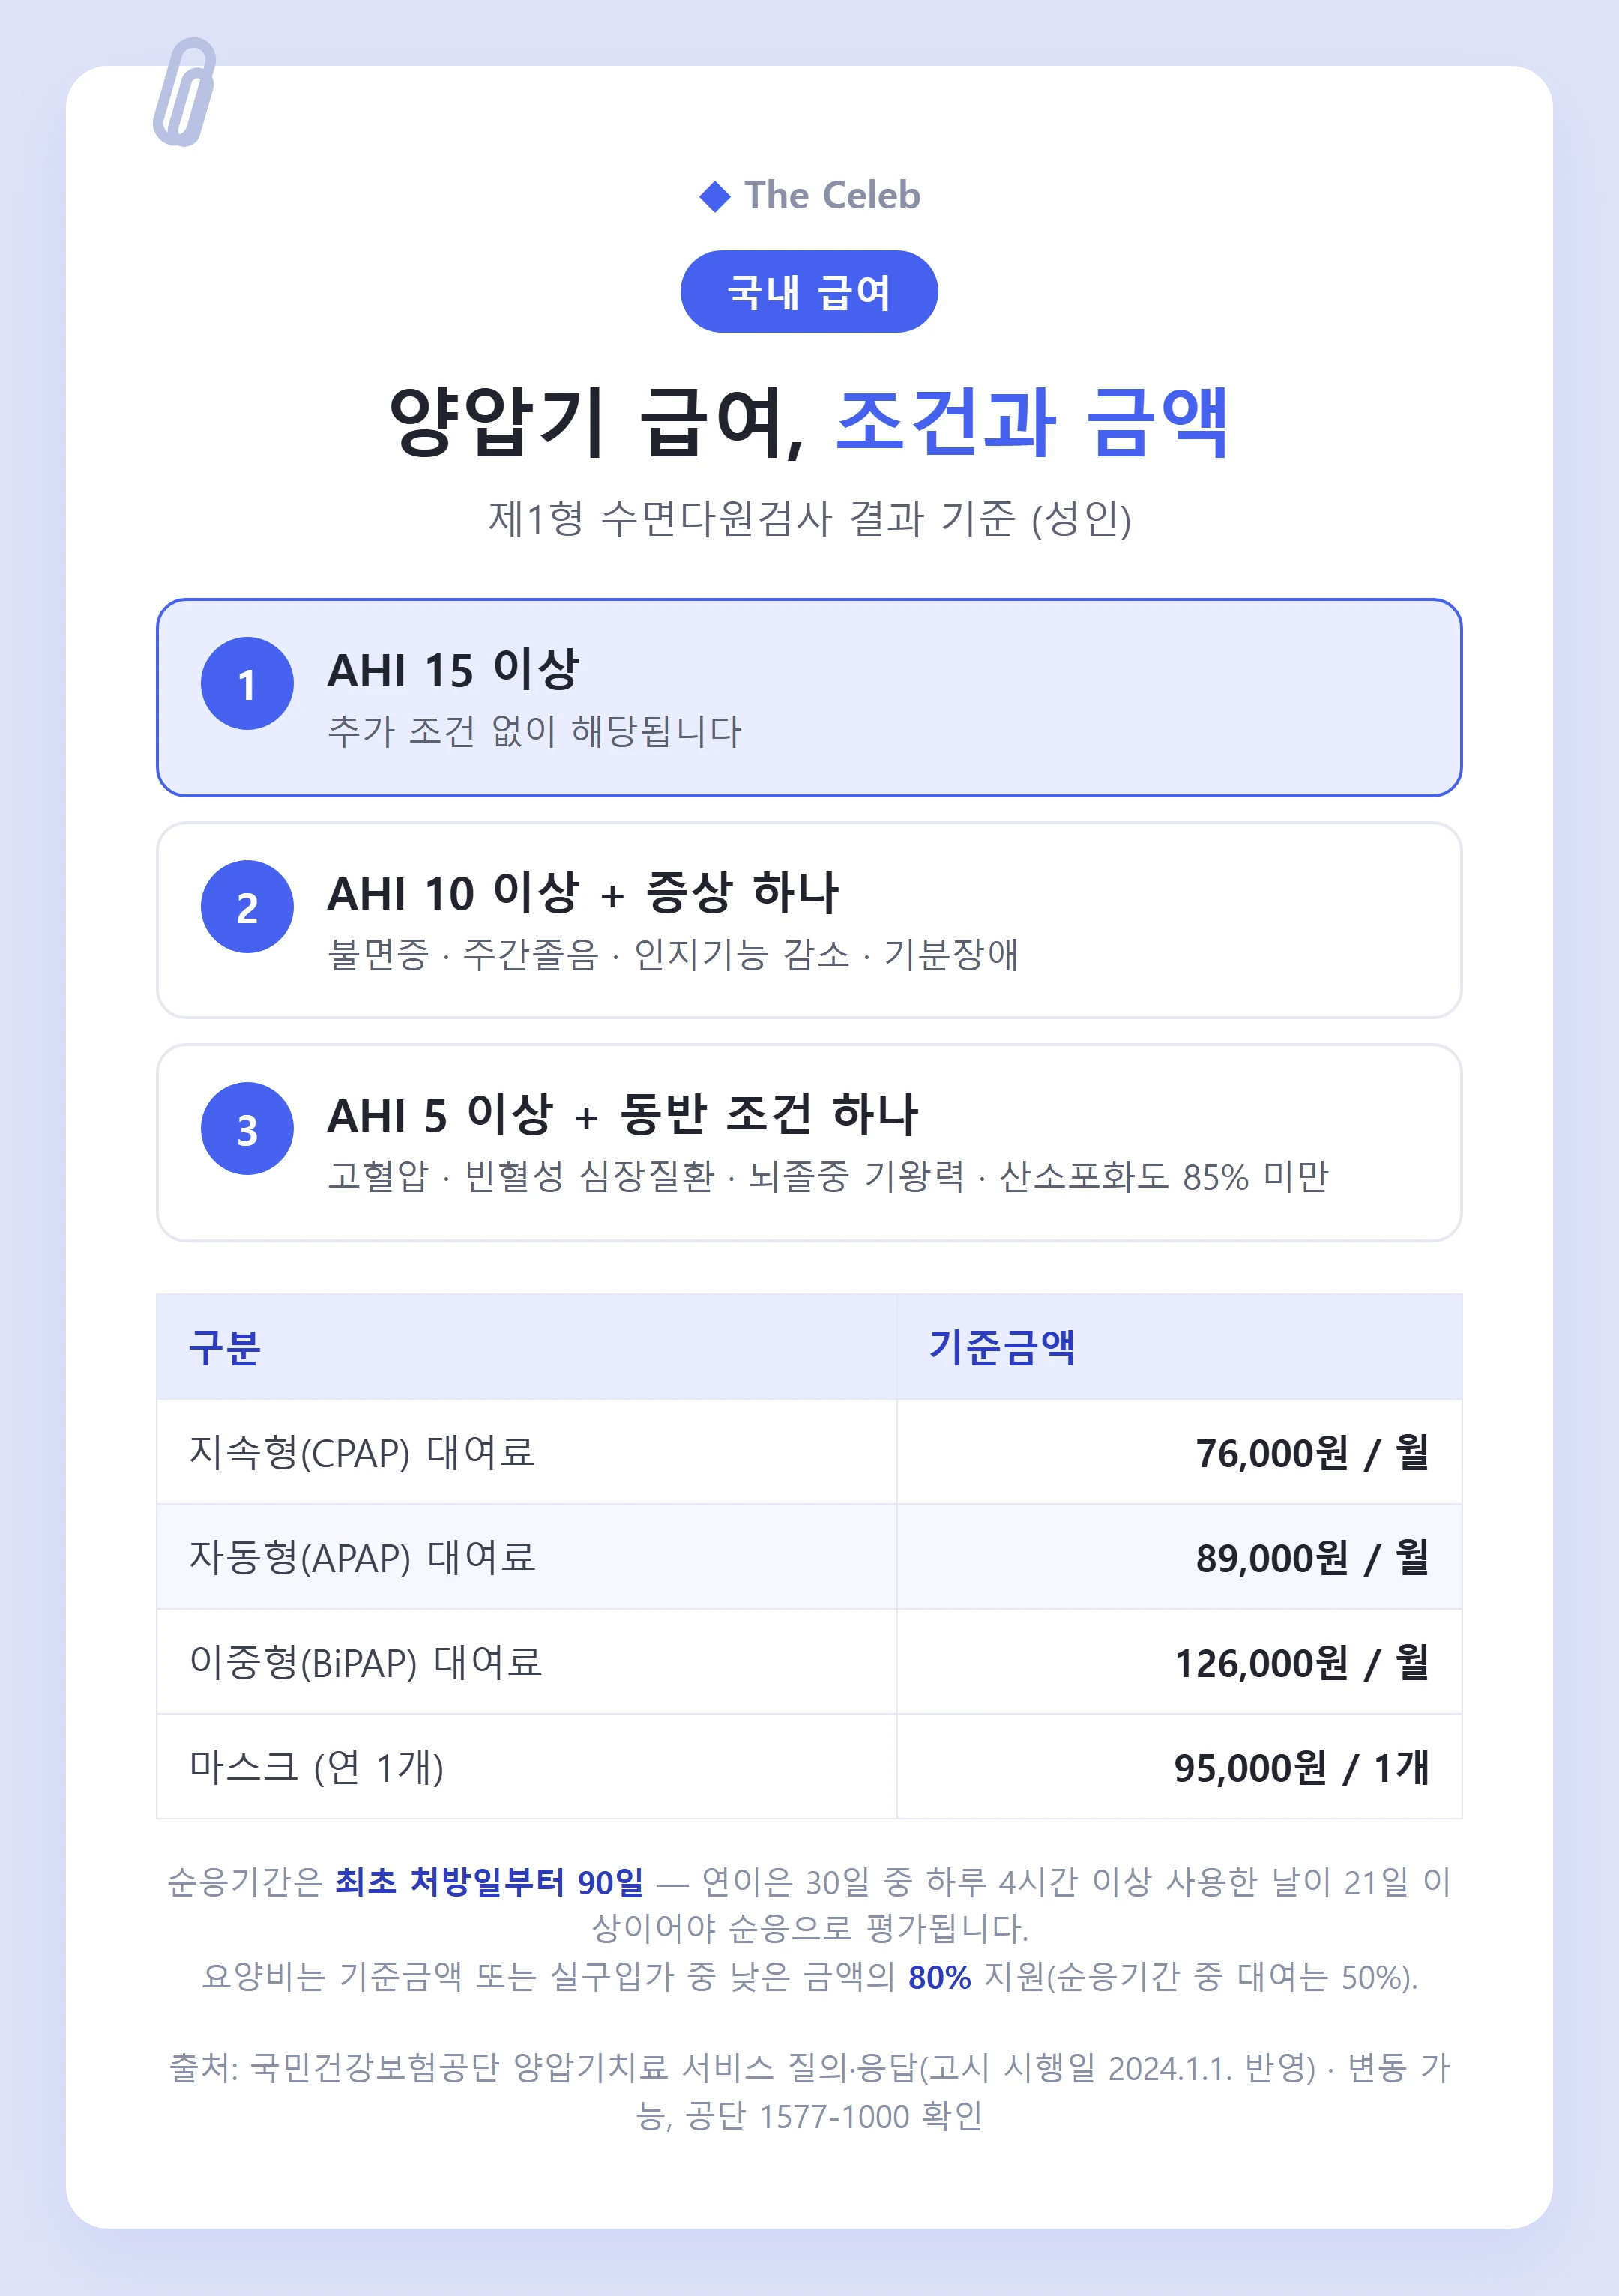 The Celeb
국내 급여
양압기 급여, 조건과 금액
제1형 수면다원검사 결과 기준 (성인)
1
AHI 15 이상
추가 조건 없이 해당됩니다
2
AHI 10 이상 + 증상 하나
불면증 · 주간졸음 · 인지기능 감소 · 기분장애
3
AHI 5 이상 + 동반 조건 하나
고혈압 · 빈혈성 심장질환 · 뇌졸중 기왕력 · 산소포화도 85% 미만
구분 기준금액
지속형(CPAP) 대여료 76,000원 / 월
자동형(APAP) 대여료 89,000원 / 월
이중형(BiPAP) 대여료 126,000원 / 월
마스크 (연 1개) 95,000원 / 1개
순응기간은 최초 처방일부터 90일 — 연이은 30일 중 하루 4시간 이상 사용한 날이 21일 이
상이어야 순응으로 평가됩니다.
요양비는 기준금액 또는 실구입가 중 낮은 금액의 80% 지원(순응기간 중 대여는 50%).
출처: 국민건강보험공단 양압기치료 서비스 질의·응답(고시 시행일 2024.1.1. 반영) · 변동 가
능, 공단 1577-1000 확인